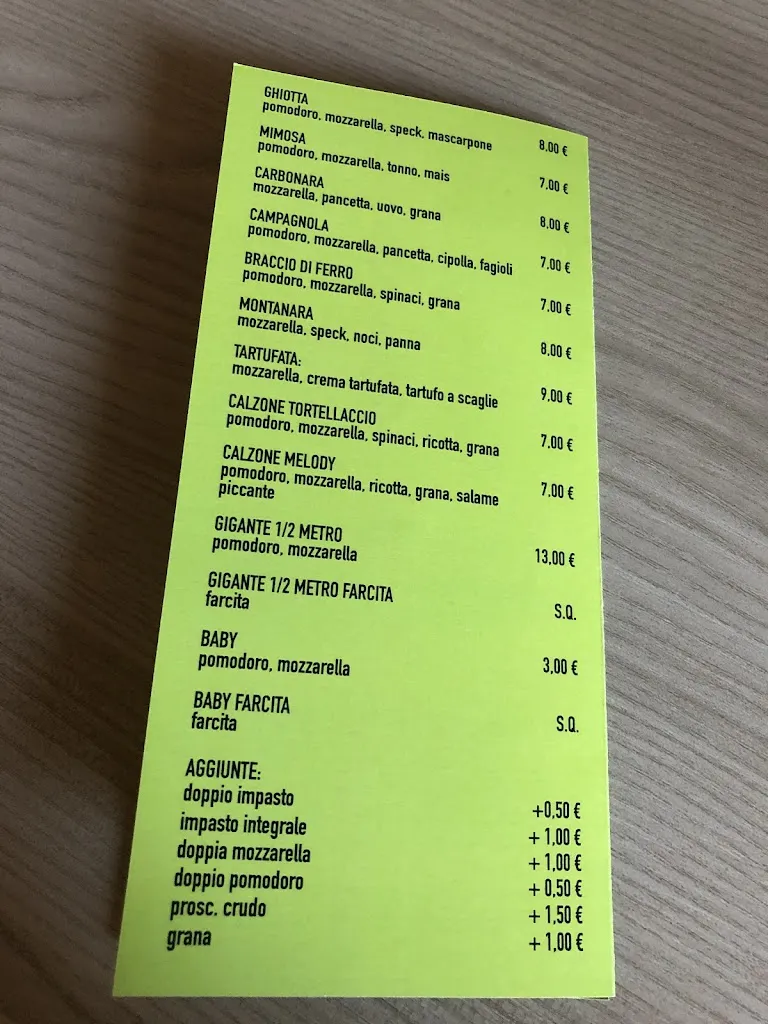 GHIOTTA
pomodoro, mozzarella, speck, mascarpone 8,00 €
MIMOSA
pomodoro, mozzarella, tonno, mais 7,00 €
CARBONARA
mozzarella, pancetta, uovo, grana 8,00 €
CAMPAGNOLA
pomodoro, mozzarella, pancetta, cipolla, fagioli 7,00 €
BRACCIO DI FERRO
pomodoro, mozzarella, spinaci, grana 7,00 €
MONTANARA
mozzarella, speck, noci, panna 8,00 €
TARTUFATA:
mozzarella, crema tartufata, tartufo a scaglie 9,00 €
CALZONE TORTELLACCIO
pomodoro, mozzarella, spinaci, ricotta, grana 7,00 €
CALZONE MELODY
pomodoro, mozzarella, ricotta, grana, salame 7,00 €
piccante
GIGANTE 1/2 METRO
pomodoro, mozzarella 13,00 €
GIGANTE 1/2 METRO FARCITA
farcita S.Q.
BABY
pomodoro, mozzarella 3,00 €
BABY FARCITA
farcita S.Q.
AGGIUNTE:
doppio impasto +0,50 €
impasto integrale + 1,00 €
doppia mozzarella + 1,00 €
doppio pomodoro + 0,50 €
prosc. crudo + 1,50 €
grana + 1,00 €